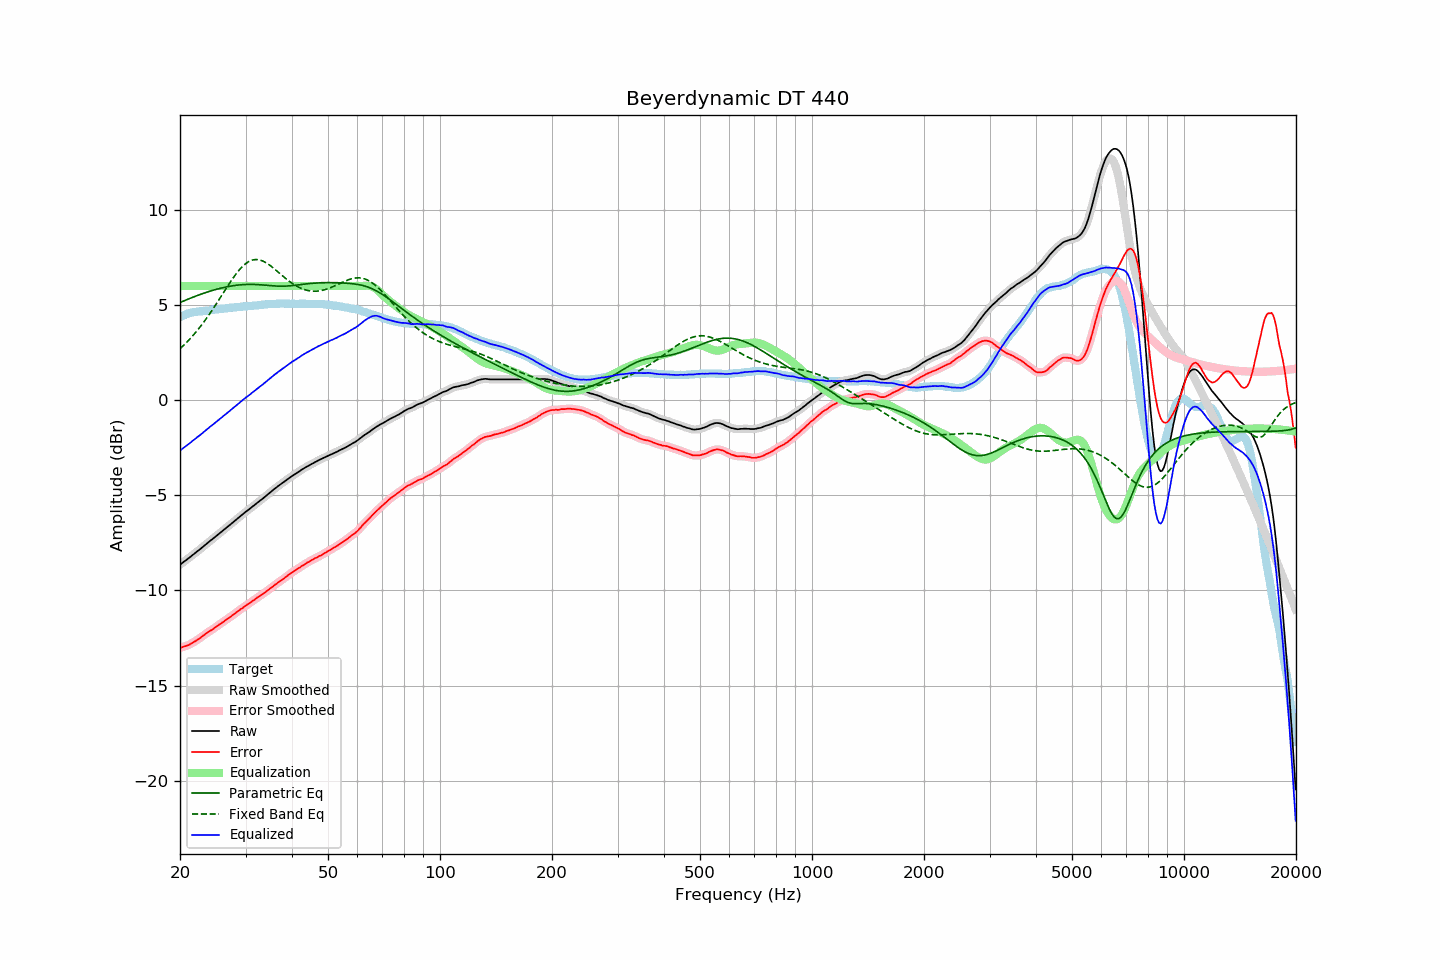 Beyerdynamic DT 440
Amplitude (dBr)
10
5
0
−5
−10
−15
−20
Target
Raw Smoothed
Error Smoothed
Raw
Error
Equalization
Parametric Eq
Fixed Band Eq
Equalized
20 50 100 200 500 1000 2000 5000 10000 20000
Frequency (Hz)